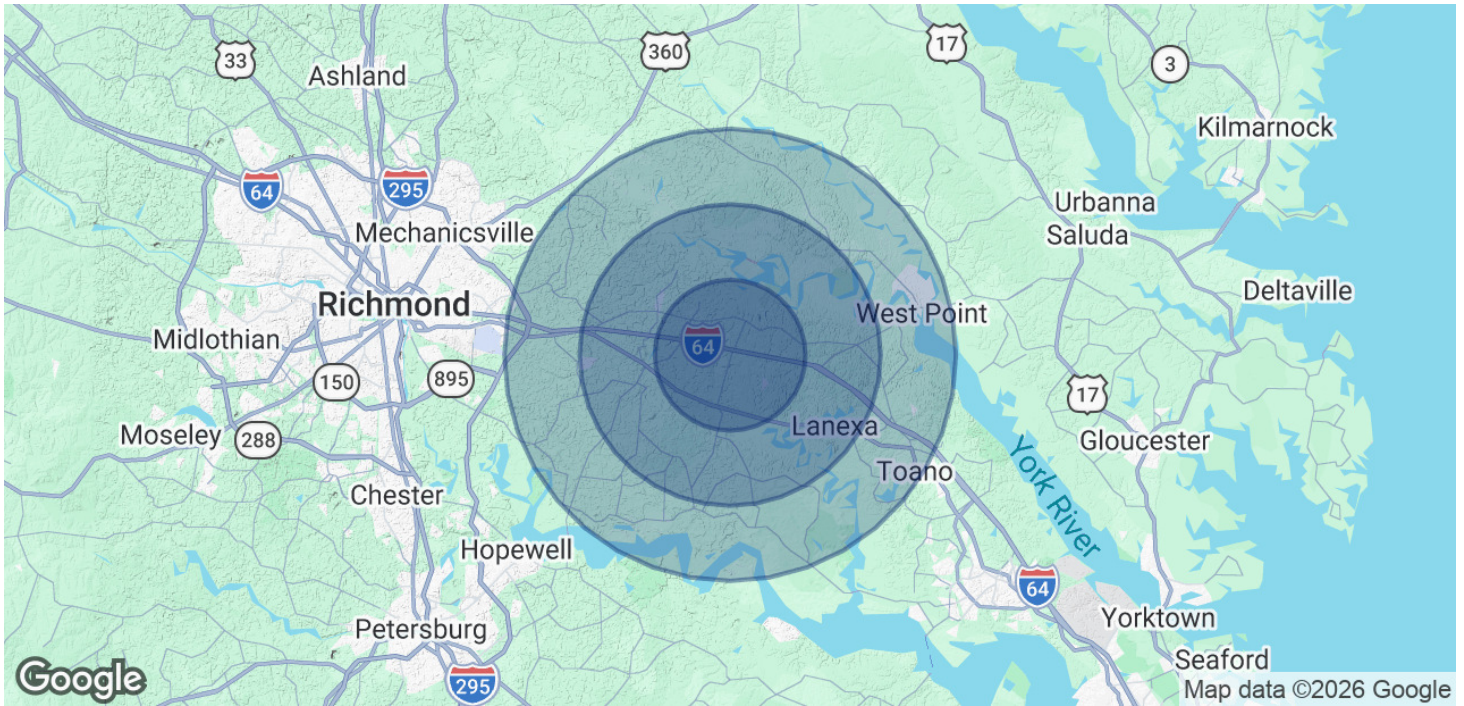 33
Ashland
360
17
3
Kilmarnock
64
295
Mechanicsville
Urbanna
Saluda
Richmond
Deltaville
West Point
Midlothian
64
150
895
17
Moseley
288
Lanexa
Gloucester
Toano
Chester
York River
Hopewell
64
Yorktown
Petersburg
Seaford
295
Google
Map data ©2026 Google